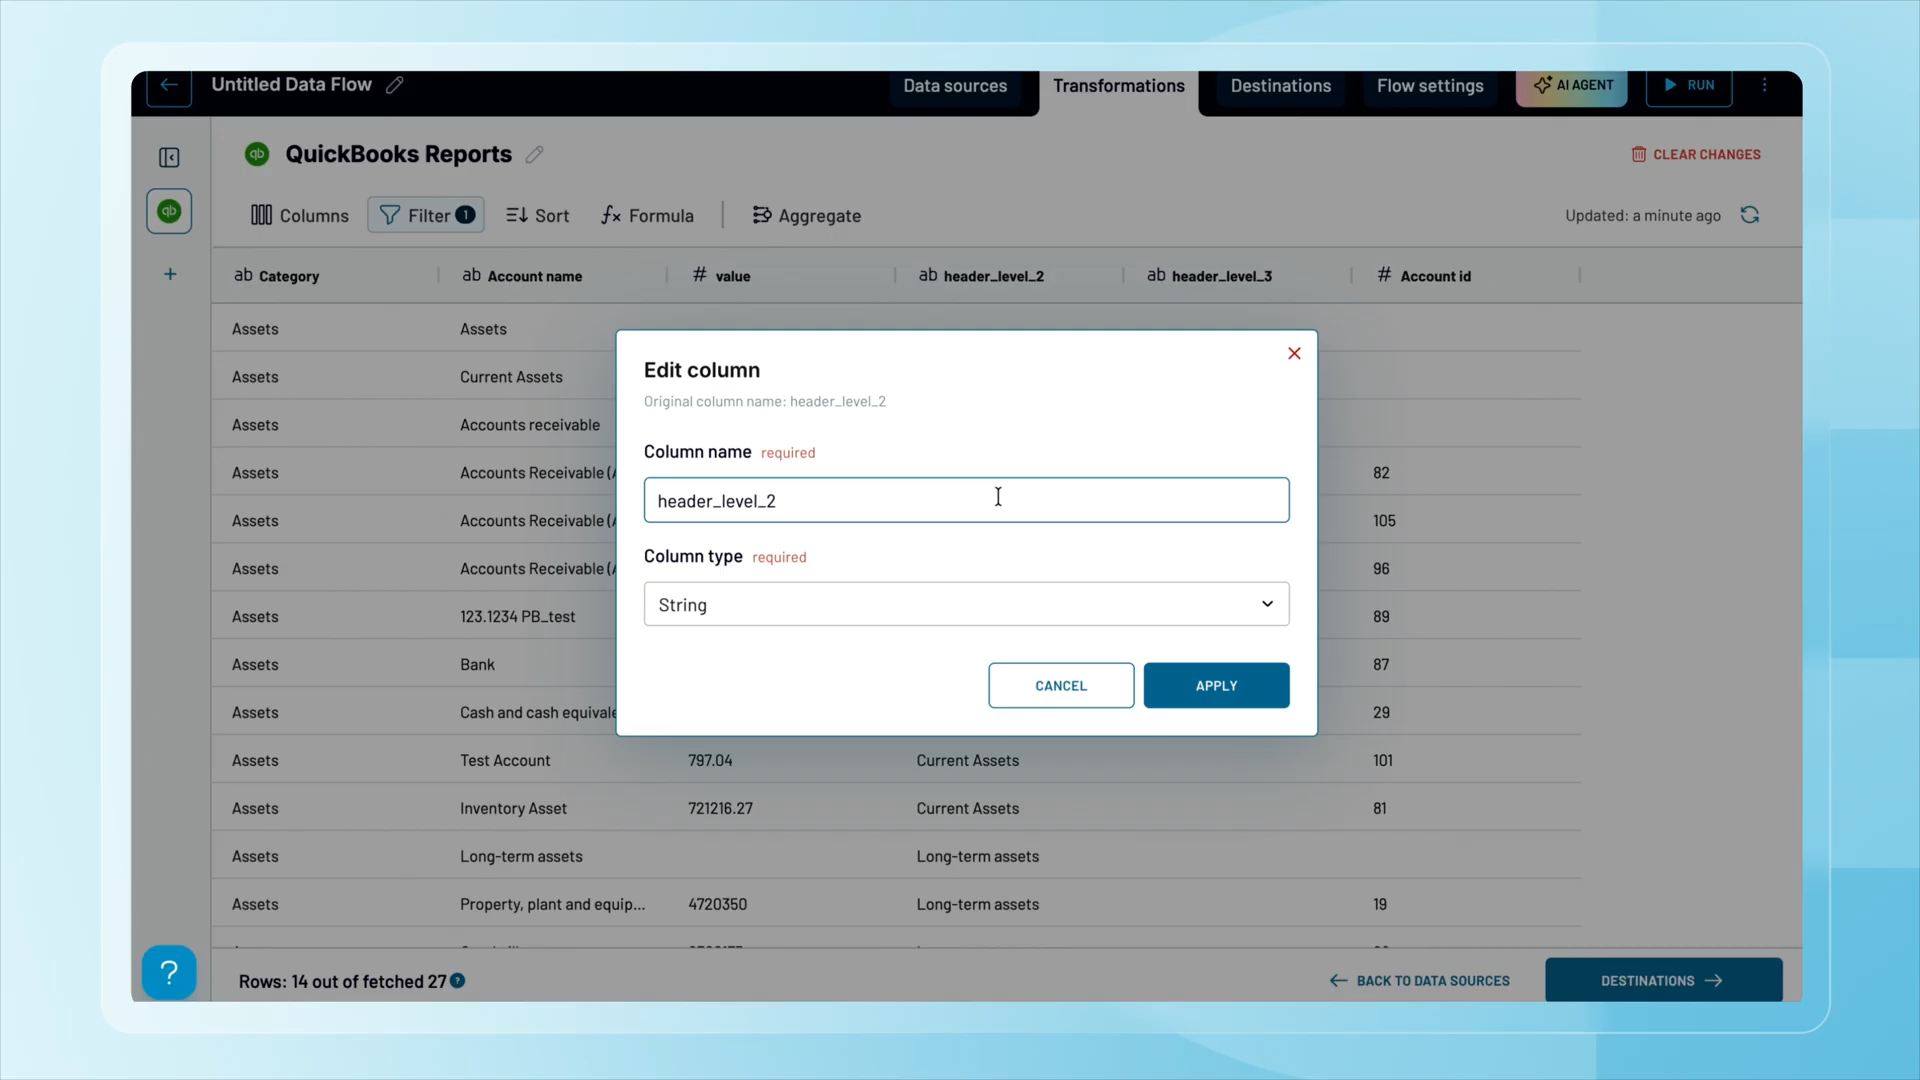 Untitled Data Flow
Data sources
Transformations
Destinations
Flow settings
AI AGENT
RUN
qb QuickBooks Reports
CLEAR CHANGES
qb
Columns
Filter 1
Sort
fx Formula
Aggregate
Updated: a minute ago
ab Category
ab Account name
# value
ab header_level_2
ab header_level_3
# Account id
Assets Assets
Assets Current Assets
Assets Accounts receivable
Assets Accounts Receivable (A 82
Assets Accounts Receivable (A 105
Assets Accounts Receivable (A 96
Assets 123.1234 PB_test 89
Assets Bank 87
Assets Cash and cash equivale 29
Assets Test Account 797.04 Current Assets 101
Assets Inventory Asset 721216.27 Current Assets 81
Assets Long-term assets Long-term assets
Assets Property, plant and equip... 4720350 Long-term assets 19
Edit column
Original column name: header_level_2
Column name required
header_level_2
Column type required
String
CANCEL
APPLY
?
Rows: 14 out of fetched 27 ?
BACK TO DATA SOURCES
DESTINATIONS